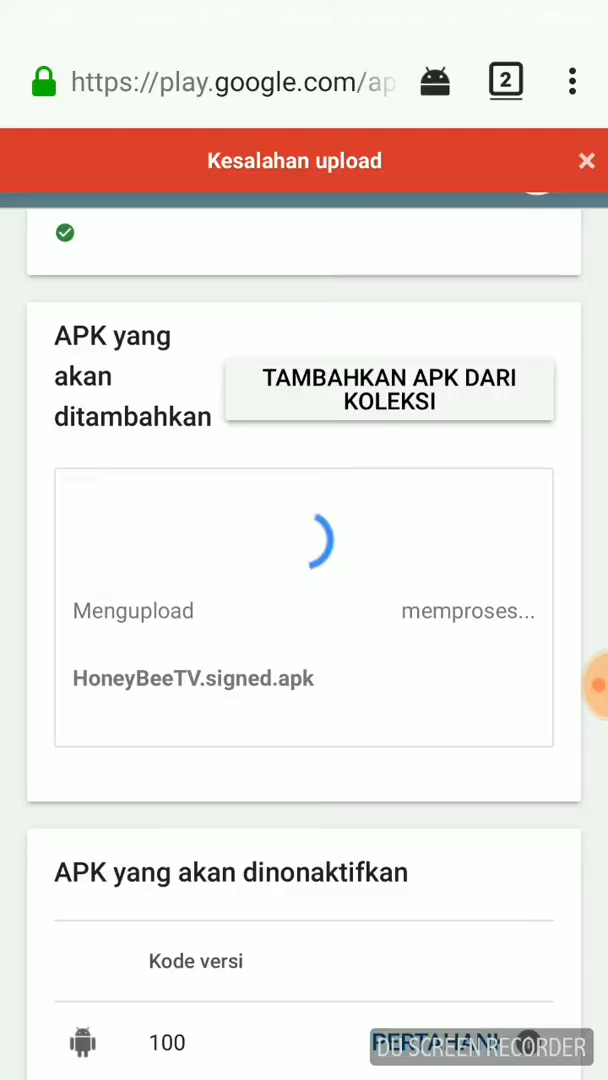 https://play.google.com/ap
2
Kesalahan upload
APK yang
akan
ditambahkan
TAMBAHKAN APK DARI
KOLEKSI
Mengupload
memproses...
HoneyBeeTV.signed.apk
APK yang akan dinonaktifkan
Kode versi
100
PERTAHANK
DU SCREEN RECORDER